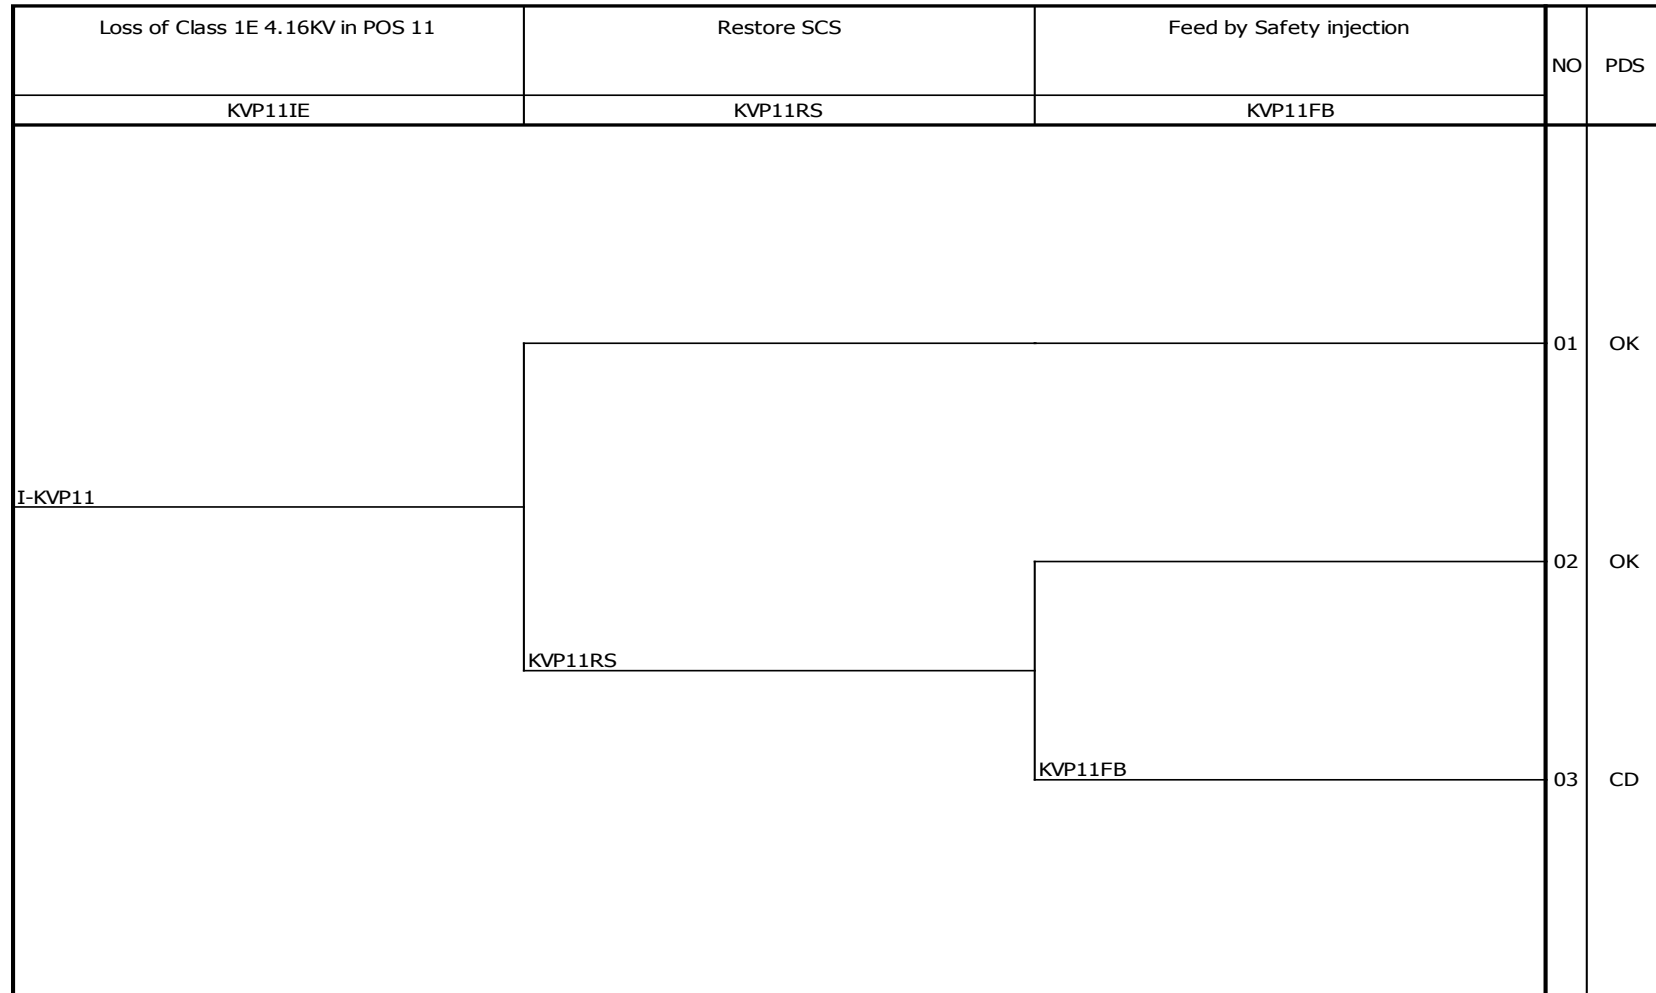 Loss of Class 1E 4.16KV in POS 11
Restore SCS
Feed by Safety injection
NO
PDS
KVP11IE
KVP11RS
KVP11FB
01
OK
I-KVP11
02
OK
KVP11RS
KVP11FB
03
CD